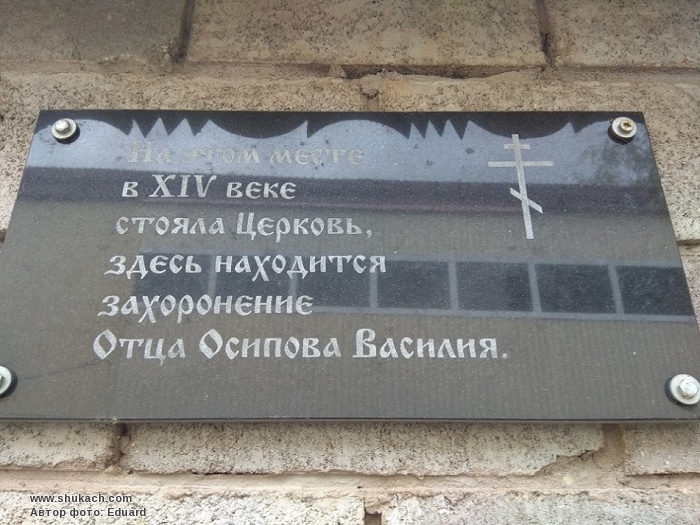 На этом месте
в XIV веке
стояла Церковь,
здесь находится
захоронение
Отца Осипова Василия.
www.shukach.com
Автор фото: Eduard